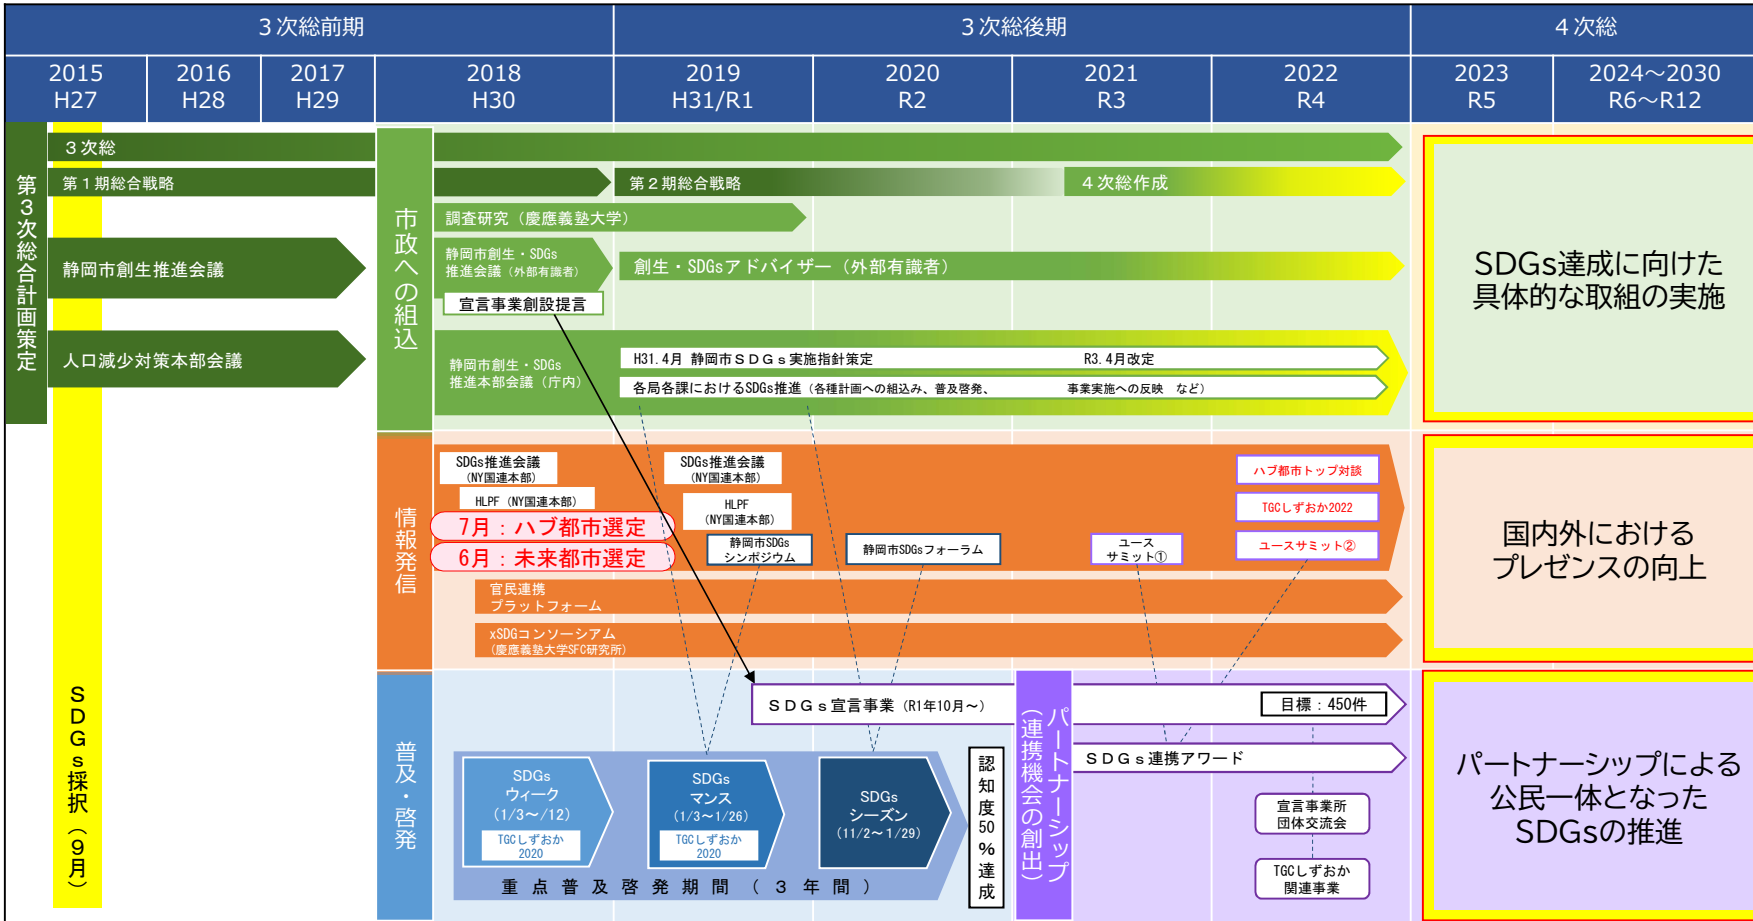 ３次総前期
３次総後期
４次総
2015
H27
2016
H28
2017
H29
2018
H30
2019
H31/R1
2020
R2
2021
R3
2022
R4
2023
R5
2024～2030
R6～R12
第３次総合計画策定
SDGs採択（９月）
３次総
第１期総合戦略
静岡市創生推進会議
人口減少対策本部会議
市政への組込
第２期総合戦略
４次総作成
調査研究（慶應義塾大学）
静岡市創生・SDGs
推進会議（外部有識者）
宣言事業創設提言
創生・SDGsアドバイザー（外部有識者）
静岡市創生・SDGs
推進本部会議（庁内）
H31.4月 静岡市ＳＤＧｓ実施指針策定
R3.4月改定
各局各課におけるSDGs推進（各種計画への組込み、普及啓発、　事業実施への反映　など）
SDGs達成に向けた
具体的な取組の実施
情報発信
SDGs推進会議
（NY国連本部）
HLPF（NY国連本部）
7月：ハブ都市選定
6月：未来都市選定
SDGs推進会議
（NY国連本部）
HLPF
（NY国連本部）
静岡市SDGs
シンポジウム
静岡市SDGsフォーラム
ユース
サミット①
ハブ都市トップ対談
TGCしずおか2022
ユースサミット②
官民連携
プラットフォーム
xSDGコンソーシアム
（慶應義塾大学SFC研究所）
国内外における
プレゼンスの向上
普及・啓発
ＳＤＧｓ宣言事業（R1年10月～）
目標：450件
SDGs
ウィーク
（1/3～/12）
TGCしずおか
2020
SDGs
マンス
（1/3～1/26）
TGCしずおか
2020
SDGs
シーズン
（11/2～1/29）
重点普及啓発期間（３年間）
認知度50％達成
パートナーシップ
（連携機会の創出）
ＳＤＧｓ連携アワード
宣言事業所
団体交流会
TGCしずおか
関連事業
パートナーシップによる
公民一体となった
SDGsの推進